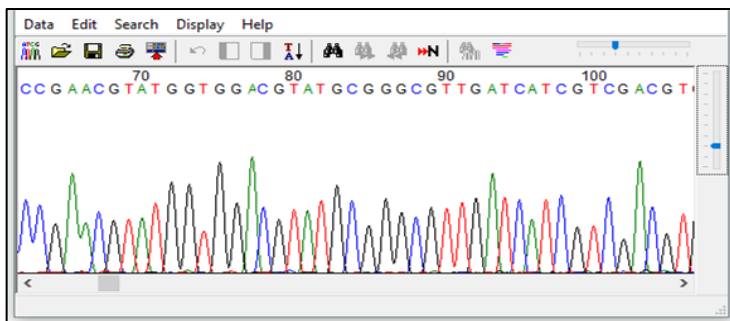 Data Edit Search Display Help
N
70 80 90 100
CCGAACGTATGGTGGACGTATGCGGGCGTTGATCATCGTCGACGT